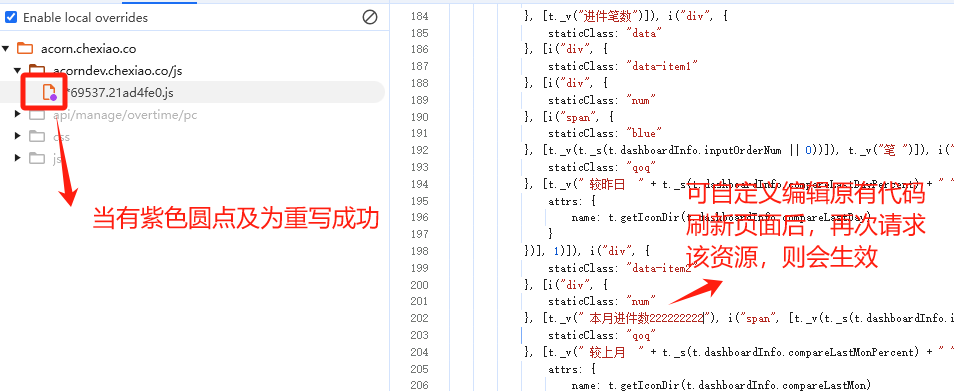 Enable local overrides
acorn.chexiao.co
acorndev.chexiao.co/js
*69537.21ad4fe0.js
api/manage/overtime/pc
css
js
当有紫色圆点及为重写成功
184 }, [t._v("进件笔数")]), i("div", {
185 staticClass: "data"
186 }, [i("div", {
187 staticClass: "data-item1"
188 }, [i("div", {
189 staticClass: "num"
190 }, [i("span", {
191 staticClass: "blue"
192 }, [t._v(t._s(t.dashboardInfo.inputOrderNum || 0))]), t._v("笔 ")]), i("
193 staticClass: "qoq"
194 }, [t._v(" 较昨日 " + t._s(t.dashboardInfo.compareLastDayPercent) + " "
195 attrs: {
196 name: t.getIconDir(t.dashboardInfo.compareLastDay)
197 }
198 })], 1)]), i("div", {
199 staticClass: "data-item2"
200 }, [i("div", {
201 staticClass: "num"
202 }, [t._v(" 本月进件数222222222"), i("span", [t._v(t._s(t.dashboardInfo.i
203 staticClass: "qoq"
204 }, [t._v(" 较上月 " + t._s(t.dashboardInfo.compareLastMonPercent) + " "
205 attrs: {
206 name: t.getIconDir(t.dashboardInfo.compareLastMon)
可自定义编辑原有代码
刷新页面后，再次请求
该资源，则会生效